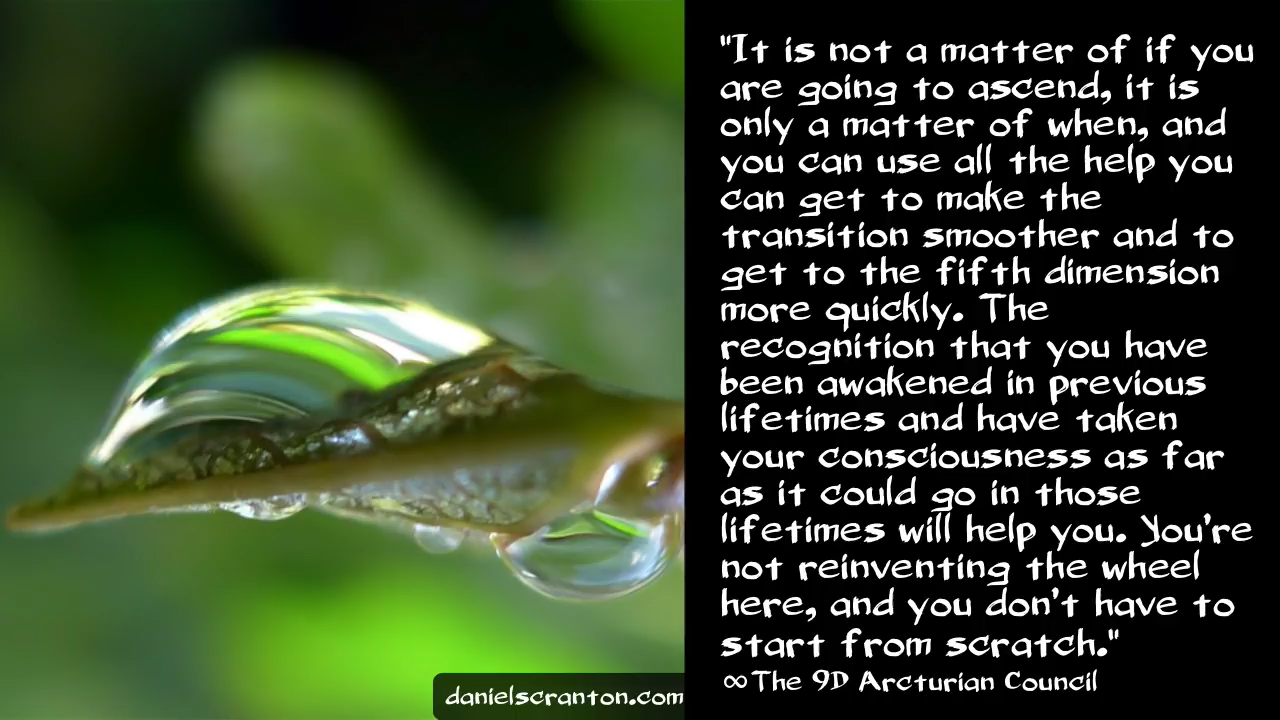 "It is not a matter of if you
are going to ascend, it is
only a matter of when, and
you can use all the help you
can get to make the
transition smoother and to
get to the fifth dimension
more quickly. The
recognition that you have
been awakened in previous
lifetimes and have taken
your consciousness as far
as it could go in those
lifetimes will help you. You're
not reinventing the wheel
here, and you don't have to
start from scratch."
∞The 9D Arcturian Council
danielscranton.com